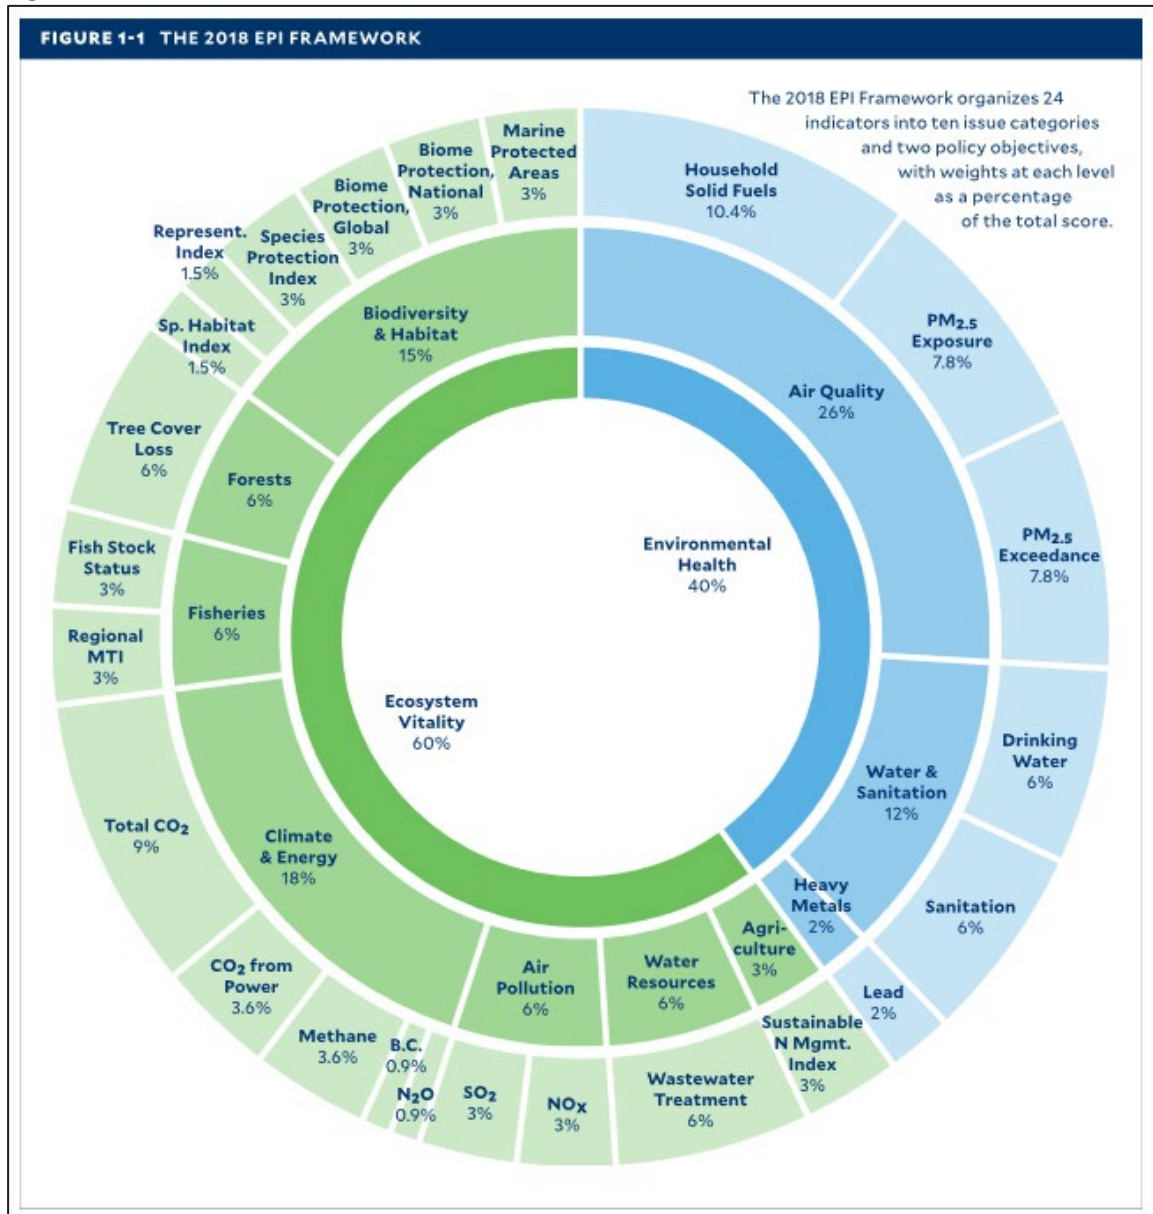 FIGURE 1-1 THE 2018 EPI FRAMEWORK
The 2018 EPI Framework organizes 24
indicators into ten issue categories
and two policy objectives,
with weights at each level
as a percentage
of the total score.
Household
Solid Fuels
10.4%
PM2.5
Exposure
7.8%
PM2.5
Exceedance
7.8%
Drinking
Water
6%
Sanitation
6%
Lead
2%
Sustainable
N Mgmt.
Index
3%
Wastewater
Treatment
6%
NOX
3%
SO2
3%
N2O
0.9%
B.C.
0.9%
Methane
3.6%
CO2 from
Power
3.6%
Total CO2
9%
Regional
MTI
3%
Fish Stock
Status
3%
Tree Cover
Loss
6%
Sp. Habitat
Index
1.5%
Represent.
Index
1.5%
Species
Protection
Index
3%
Biome
Protection,
Global
3%
Biome
Protection,
National
3%
Marine
Protected
Areas
3%
Air Quality
26%
Water &
Sanitation
12%
Heavy
Metals
2%
Agri-
culture
3%
Water
Resources
6%
Air
Pollution
6%
Climate
& Energy
18%
Fisheries
6%
Forests
6%
Biodiversity
& Habitat
15%
Environmental
Health
40%
Ecosystem
Vitality
60%